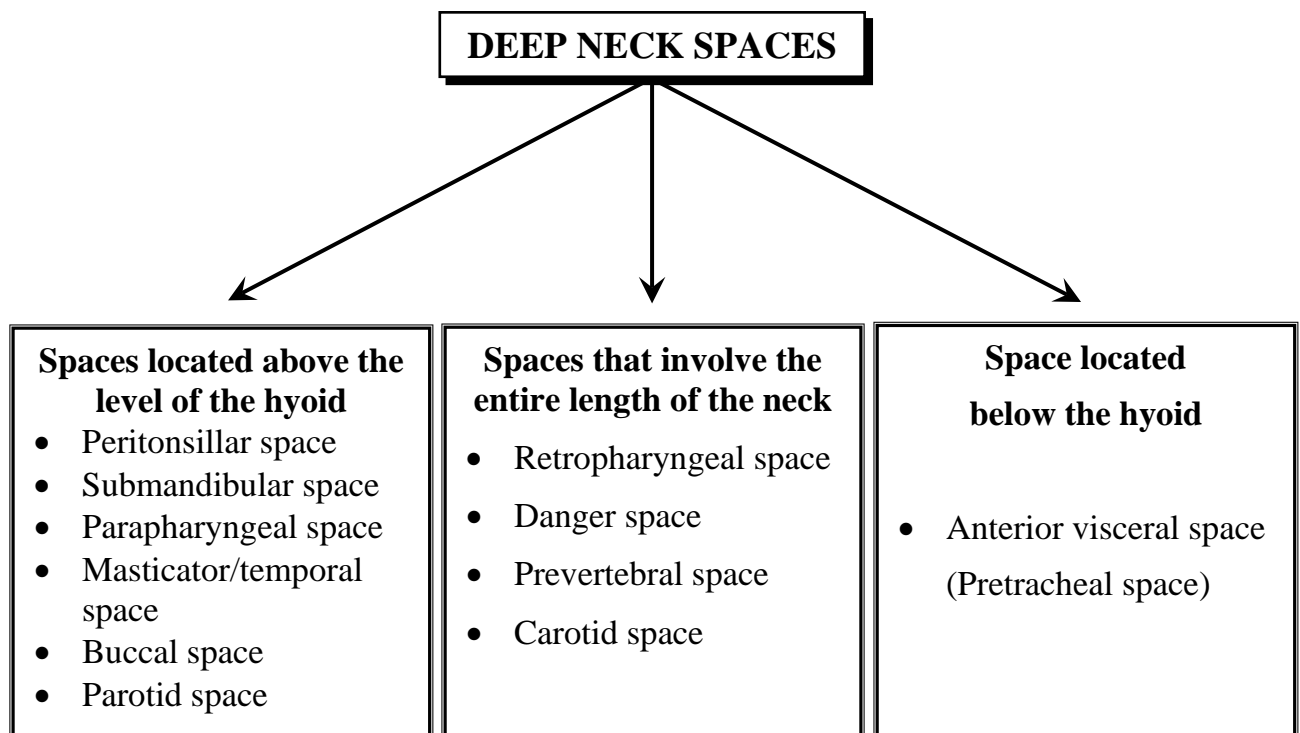 DEEP NECK SPACES
Spaces located above the
level of the hyoid
• Peritonsillar space
• Submandibular space
• Parapharyngeal space
• Masticator/temporal
space
• Buccal space
• Parotid space
Spaces that involve the
entire length of the neck
• Retropharyngeal space
• Danger space
• Prevertebral space
• Carotid space
Space located
below the hyoid
• Anterior visceral space
(Pretracheal space)